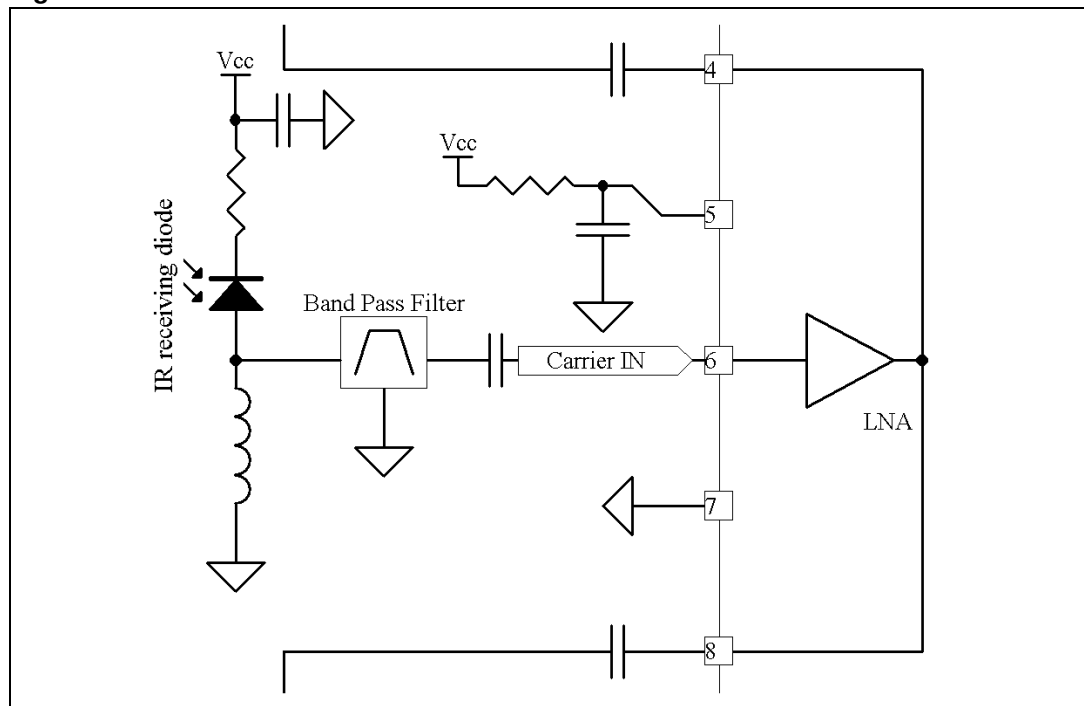 4
Vcc
Vcc
5
IR receiving diode
Band Pass Filter
Carrier IN
6
LNA
7
8